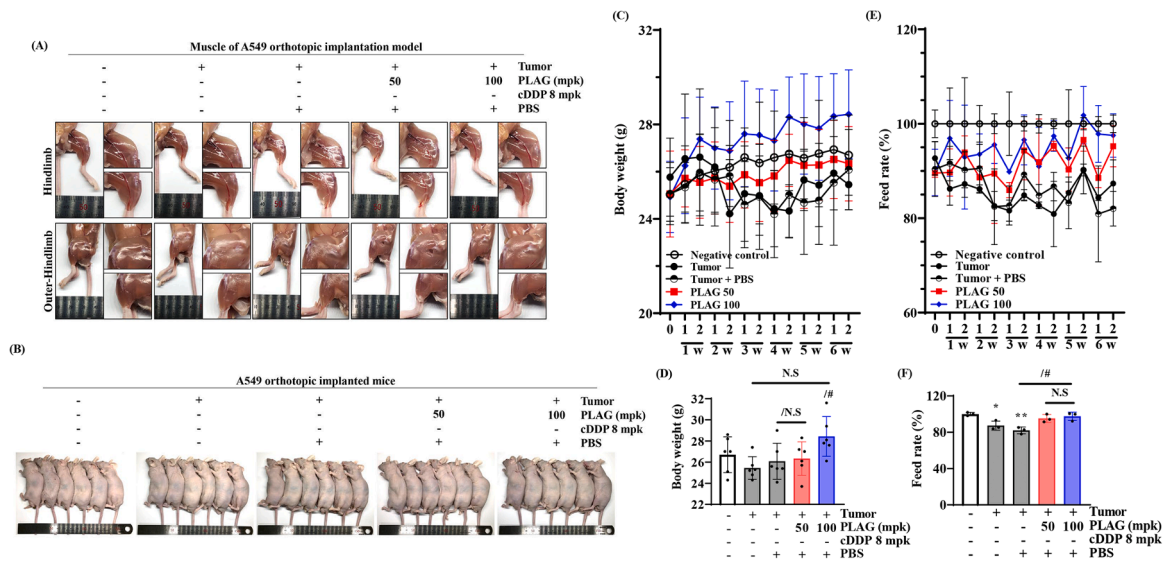 (A)
Muscle of A549 orthotopic implantation model
- + + + + Tumor
- - - 50 100 PLAG (mpk)
- - - - - cDDP 8 mpk
- - + + + PBS
Hindlimb
Outer-Hindlimb
(B)
A549 orthotopic implanted mice
- + + + + Tumor
- - - 50 100 PLAG (mpk)
- - - - - cDDP 8 mpk
- - + + + PBS
(C)
Body weight (g)
32
30
28
26
24
22
20
Negative control
Tumor
Tumor + PBS
PLAG 50
PLAG 100
0 1 2 1 2 1 2 1 2 1 2 1 2
1 w 2 w 3 w 4 w 5 w 6 w
(E)
Feed rate (%)
120
100
80
60
Negative control
Tumor
Tumor + PBS
PLAG 50
PLAG 100
0 1 2 1 2 1 2 1 2 1 2 1 2
1 w 2 w 3 w 4 w 5 w 6 w
(D)
Body weight (g)
32
30
28
26
24
22
N.S
/N.S
/#
- + + + + Tumor
- - - 50 100 PLAG (mpk)
- - - - - cDDP 8 mpk
- - + + + PBS
(F)
Feed rate (%)
120
100
80
60
40
20
0
/#
N.S
*
**
- + + + + Tumor
- - - 50 100 PLAG (mpk)
- - - - - cDDP 8 mpk
- - + + + PBS